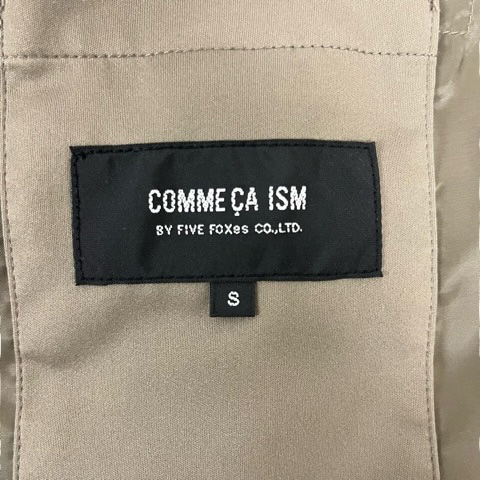 COMME ÇA ISM
BY FIVE FOXes CO.,LTD.
S